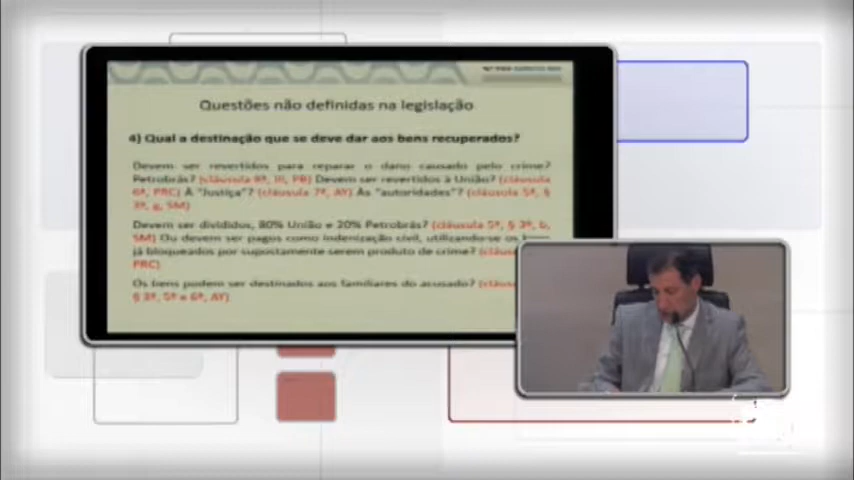 Questões não definidas na legislação
4) Qual a destinação que se deve dar aos bens recuperados?
Devem ser revertidos para reparar o dano causado pelo crime?
Petrobrás? (cláusula 6ª, III, PB) Devem ser revertidos à União? (cláusula
6ª, PRC) À "Justiça"? (cláusula 7ª, AY) Às "autoridades"? (cláusula 5ª, §
3º, g, SM)
Devem ser divididos, 80% União e 20% Petrobrás? (cláusula 5ª, § 3º, b,
SM) Ou devem ser pagos como indenização civil, utilizando-se os
já bloqueados por supostamente serem produto de crime?
PRC)
Os bens podem ser destinados aos familiares do acusado?
§ 3º, 5º e 6º, AY)